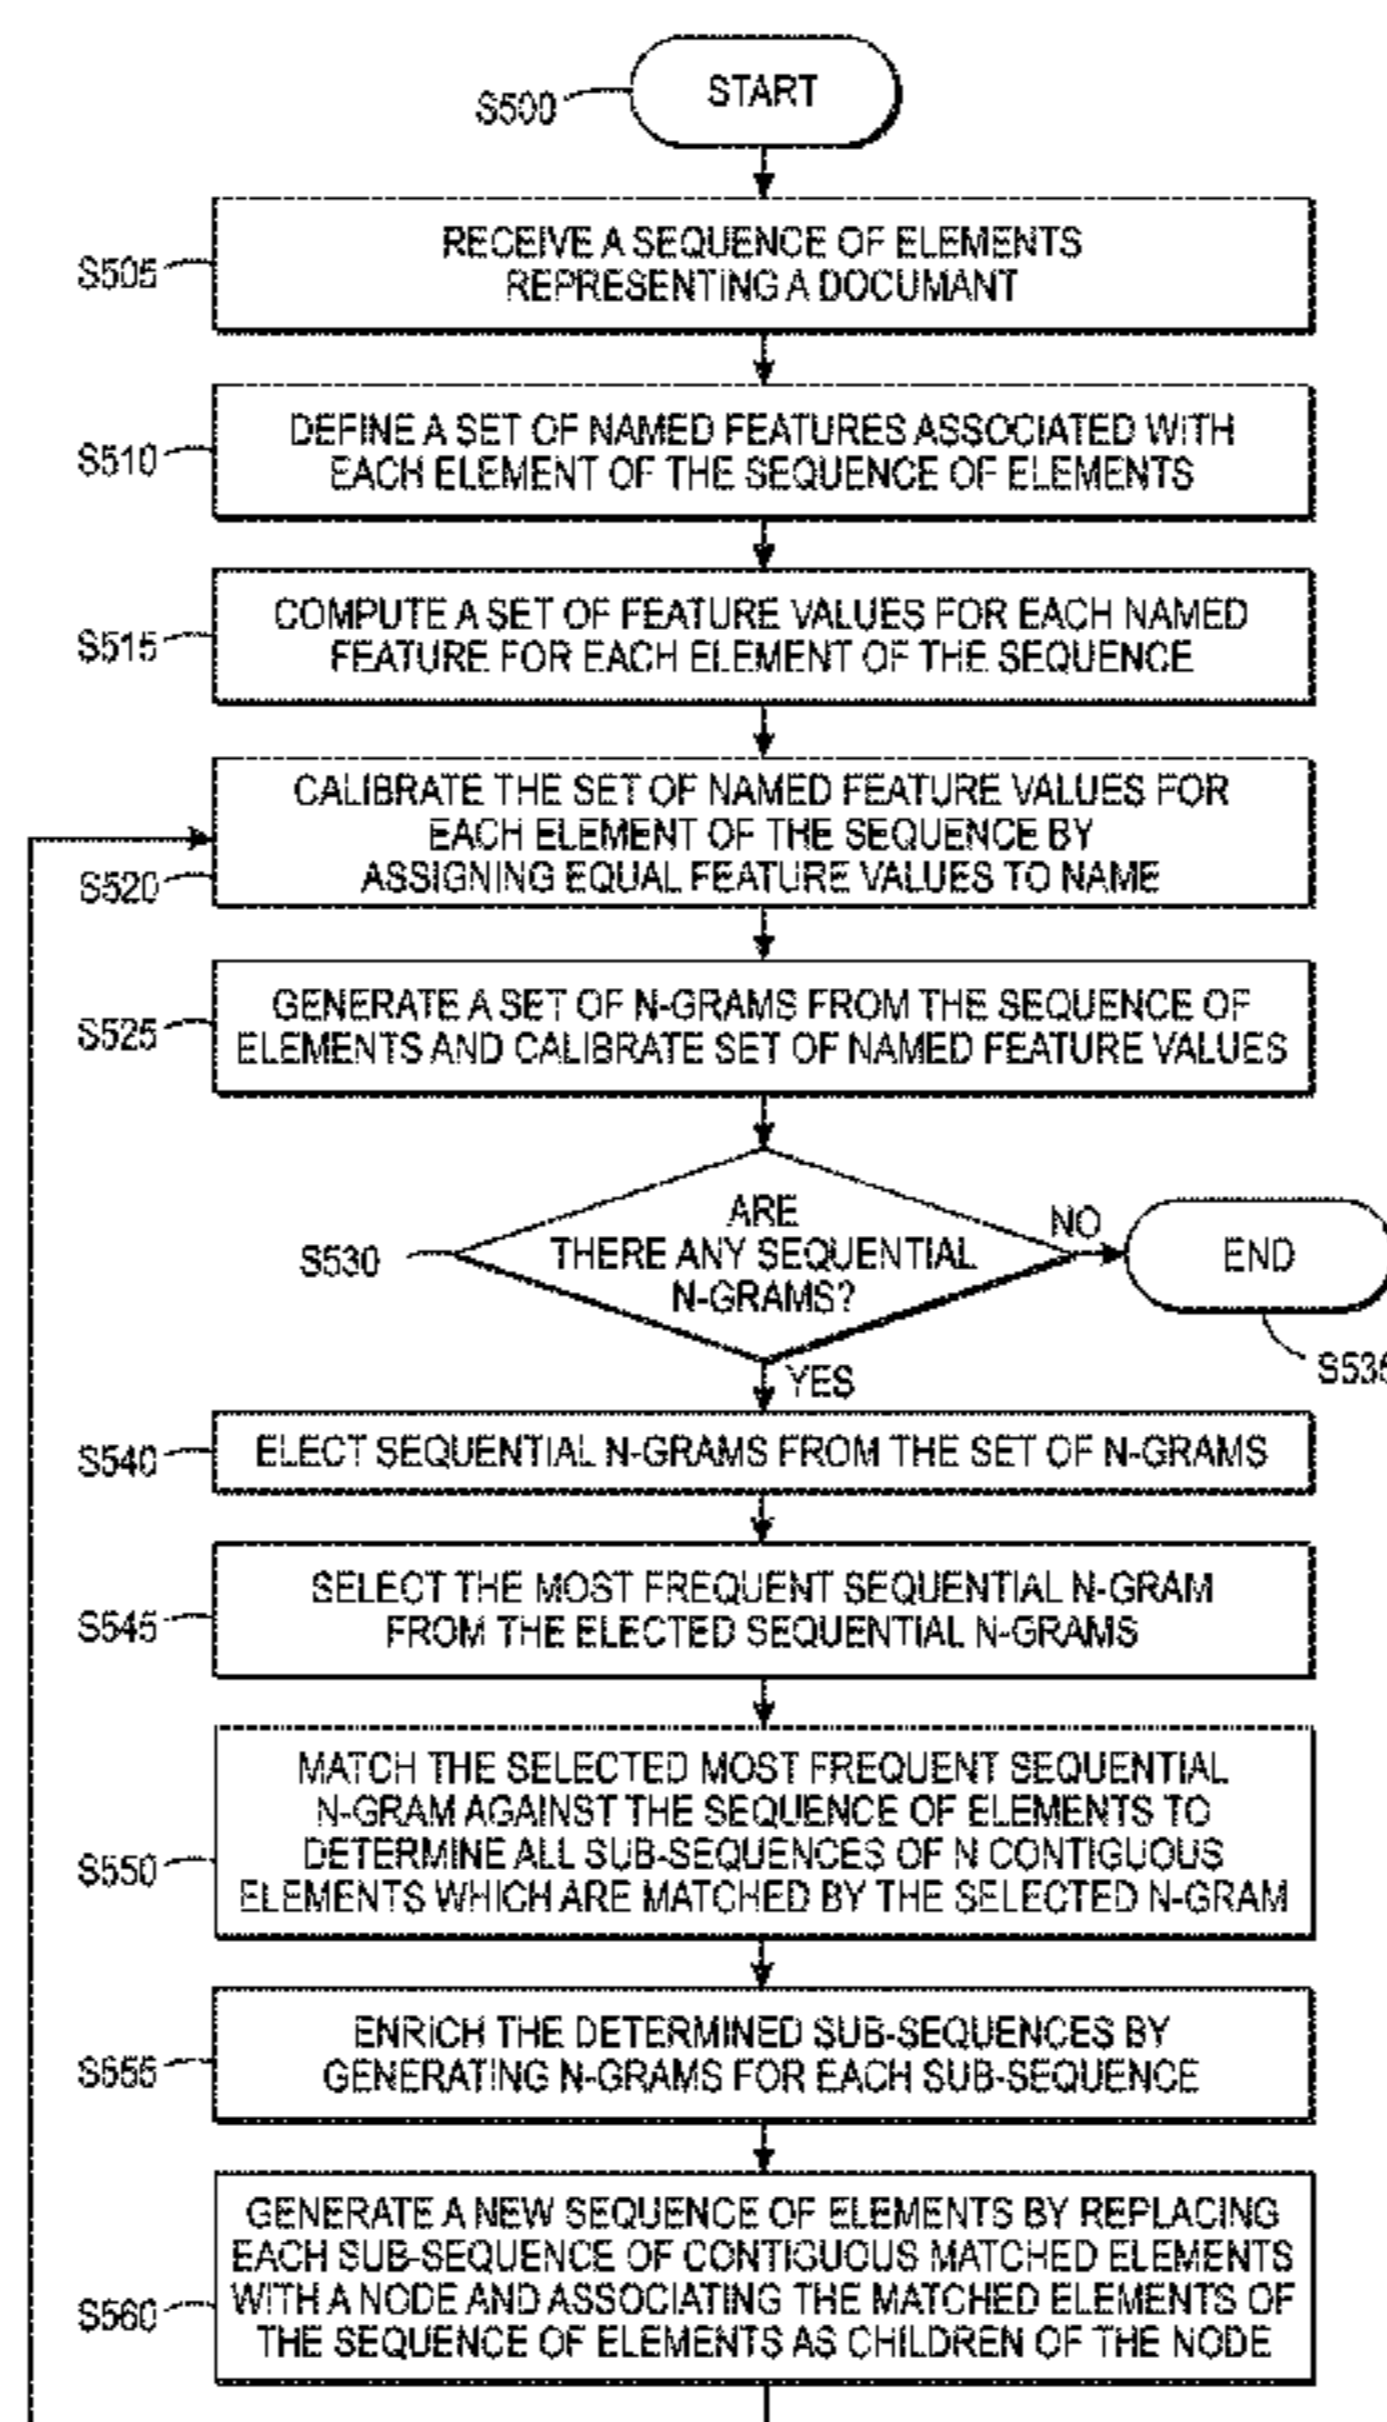 S500
START
S505
RECEIVE A SEQUENCE OF ELEMENTS
REPRESENTING A DOCUMANT
S510
DEFINE A SET OF NAMED FEATURES ASSOCIATED WITH
EACH ELEMENT OF THE SEQUENCE OF ELEMENTS
S515
COMPUTE A SET OF FEATURE VALUES FOR EACH NAMED
FEATURE FOR EACH ELEMENT OF THE SEQUENCE
S520
CALIBRATE THE SET OF NAMED FEATURE VALUES FOR
EACH ELEMENT OF THE SEQUENCE BY
ASSIGNING EQUAL FEATURE VALUES TO NAME
S525
GENERATE A SET OF N-GRAMS FROM THE SEQUENCE OF
ELEMENTS AND CALIBRATE SET OF NAMED FEATURE VALUES
S530
ARE
THERE ANY SEQUENTIAL
N-GRAMS?
NO
END
S535
YES
S540
ELECT SEQUENTIAL N-GRAMS FROM THE SET OF N-GRAMS
S545
SELECT THE MOST FREQUENT SEQUENTIAL N-GRAM
FROM THE ELECTED SEQUENTIAL N-GRAMS
S550
MATCH THE SELECTED MOST FREQUENT SEQUENTIAL
N-GRAM AGAINST THE SEQUENCE OF ELEMENTS TO
DETERMINE ALL SUB-SEQUENCES OF N CONTIGUOUS
ELEMENTS WHICH ARE MATCHED BY THE SELECTED N-GRAM
S555
ENRICH THE DETERMINED SUB-SEQUENCES BY
GENERATING N-GRAMS FOR EACH SUB-SEQUENCE
S560
GENERATE A NEW SEQUENCE OF ELEMENTS BY REPLACING
EACH SUB-SEQUENCE OF CONTIGUOUS MATCHED ELEMENTS
WITH A NODE AND ASSOCIATING THE MATCHED ELEMENTS OF
THE SEQUENCE OF ELEMENTS AS CHILDREN OF THE NODE